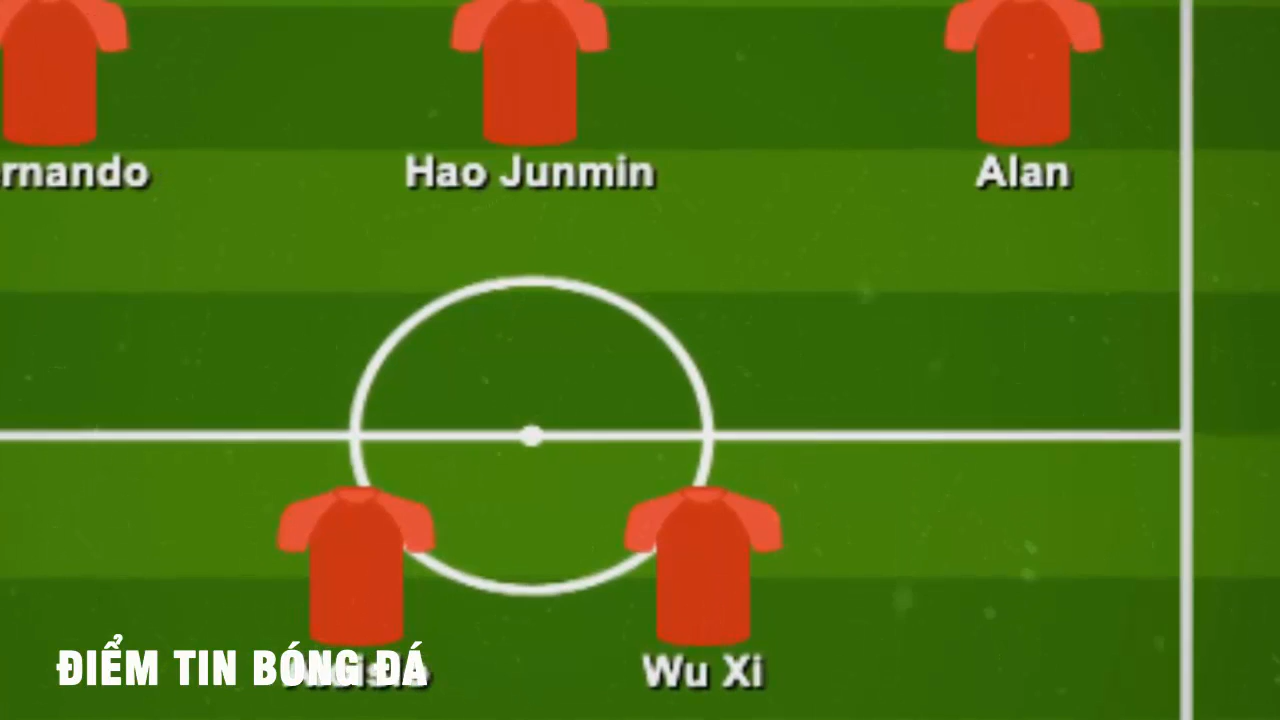 rnando
Hao Junmin
Alan
ĐIỂM TIN BÓNG ĐÁ
Wu Xi